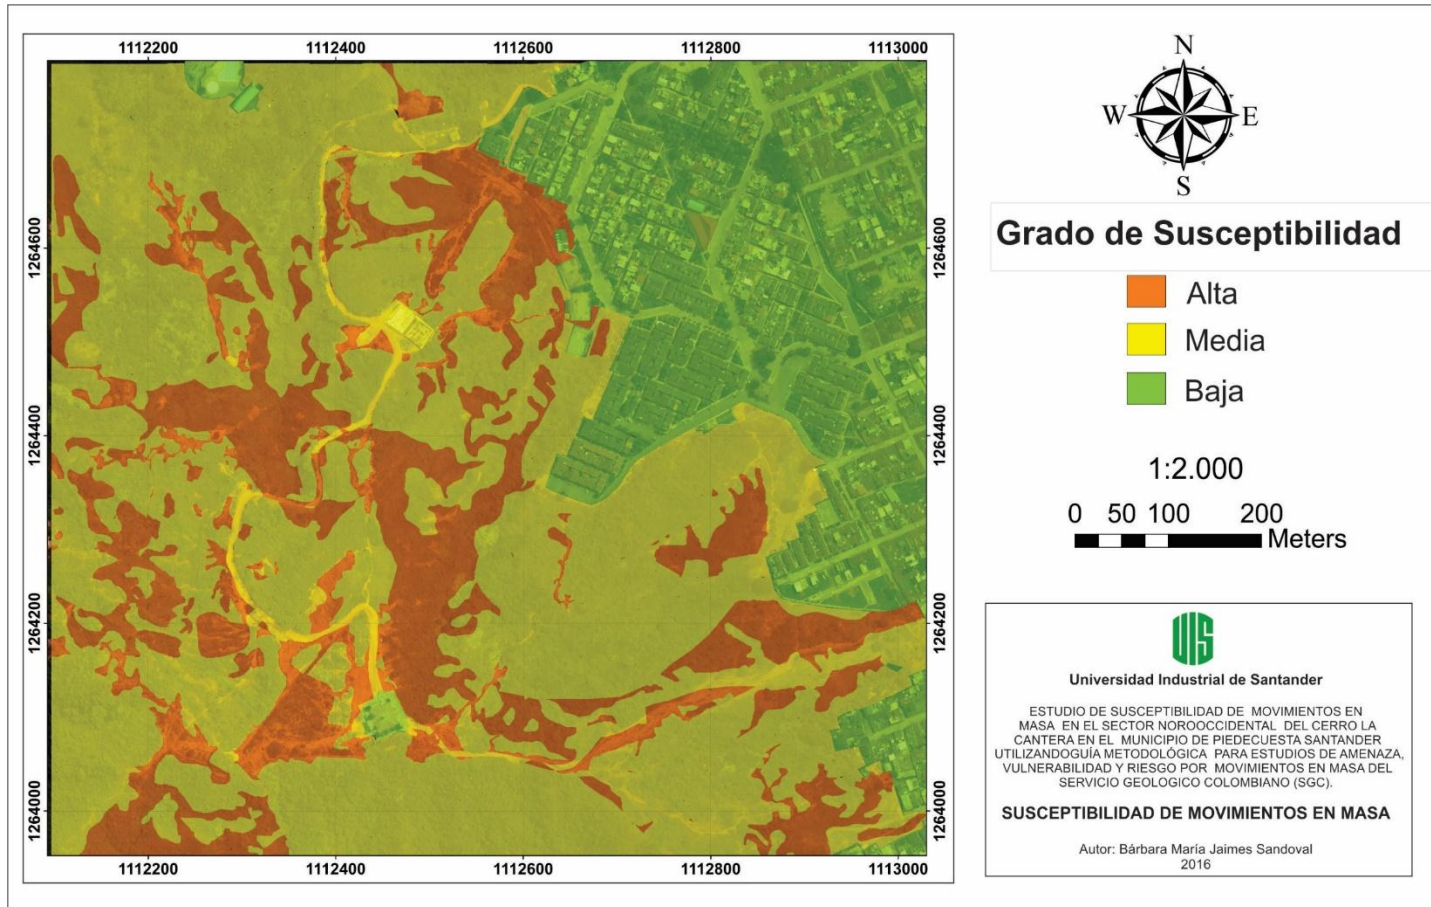 1112200 1112400 1112600 1112800 1113000
1264600 1264600
1264400 1264400
1264200 1264200
1264000 1264000
1112200 1112400 1112600 1112800 1113000
N
W E
S
Grado de Susceptibilidad
Alta
Media
Baja
1:2.000
0 50 100 200
Meters
UIS
Universidad Industrial de Santander
ESTUDIO DE SUSCEPTIBILIDAD DE MOVIMIENTOS EN
MASA EN EL SECTOR NOROOCCIDENTAL DEL CERRO LA
CANTERA EN EL MUNICIPIO DE PIEDECUESTA SANTANDER
UTILIZANDOGUÍA METODOLÓGICA PARA ESTUDIOS DE AMENAZA,
VULNERABILIDAD Y RIESGO POR MOVIMIENTOS EN MASA DEL
SERVICIO GEOLOGICO COLOMBIANO (SGC).
SUSCEPTIBILIDAD DE MOVIMIENTOS EN MASA
Autor: Bárbara María Jaimes Sandoval
2016